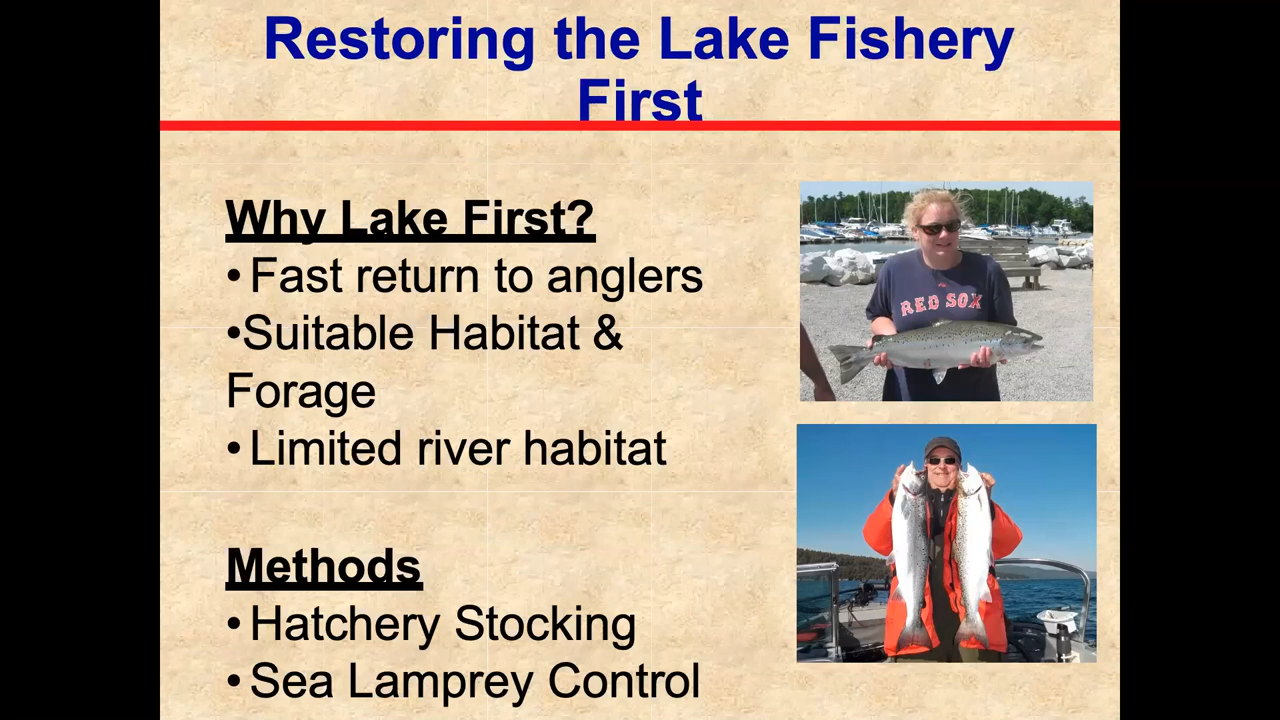 Restoring the Lake Fishery
First
Why Lake First?
• Fast return to anglers
•Suitable Habitat &
Forage
• Limited river habitat
RED SOX
Methods
• Hatchery Stocking
• Sea Lamprey Control